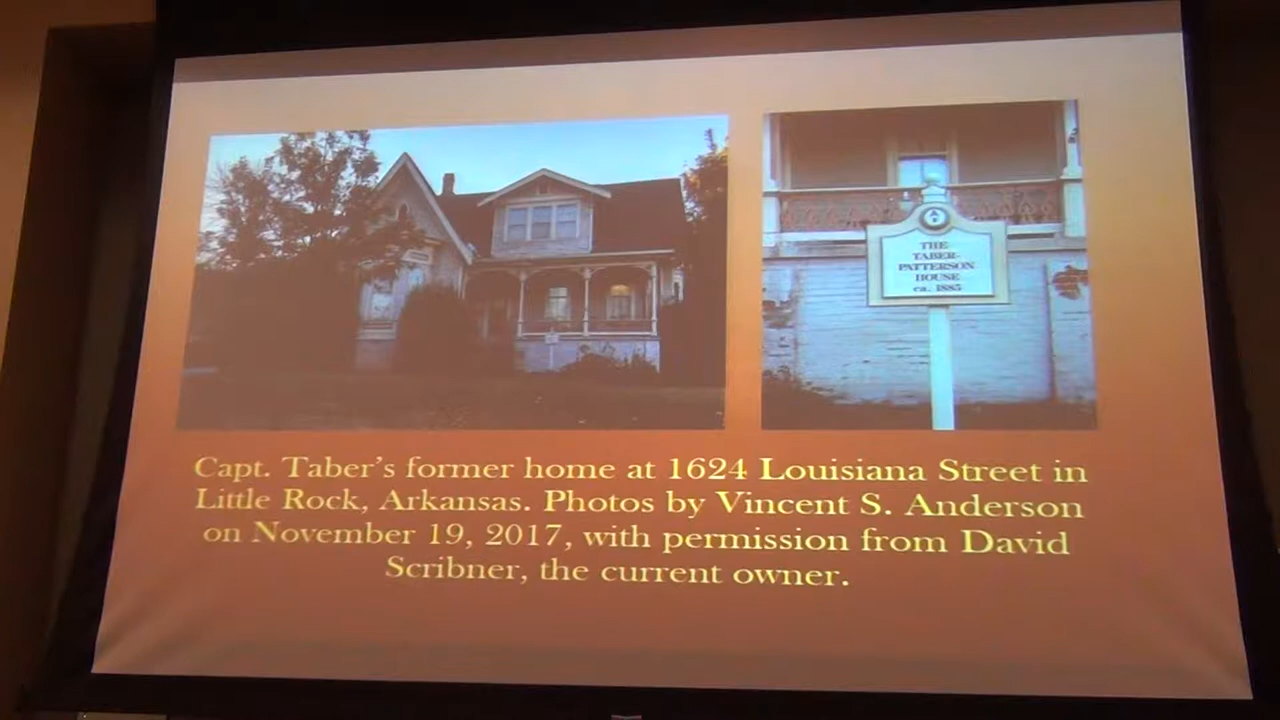 THE
TABER-
PATTERSON
HOUSE
ca. 1885
Capt. Taber's former home at 1624 Louisiana Street in
Little Rock, Arkansas. Photos by Vincent S. Anderson
on November 19, 2017, with permission from David
Scribner, the current owner.